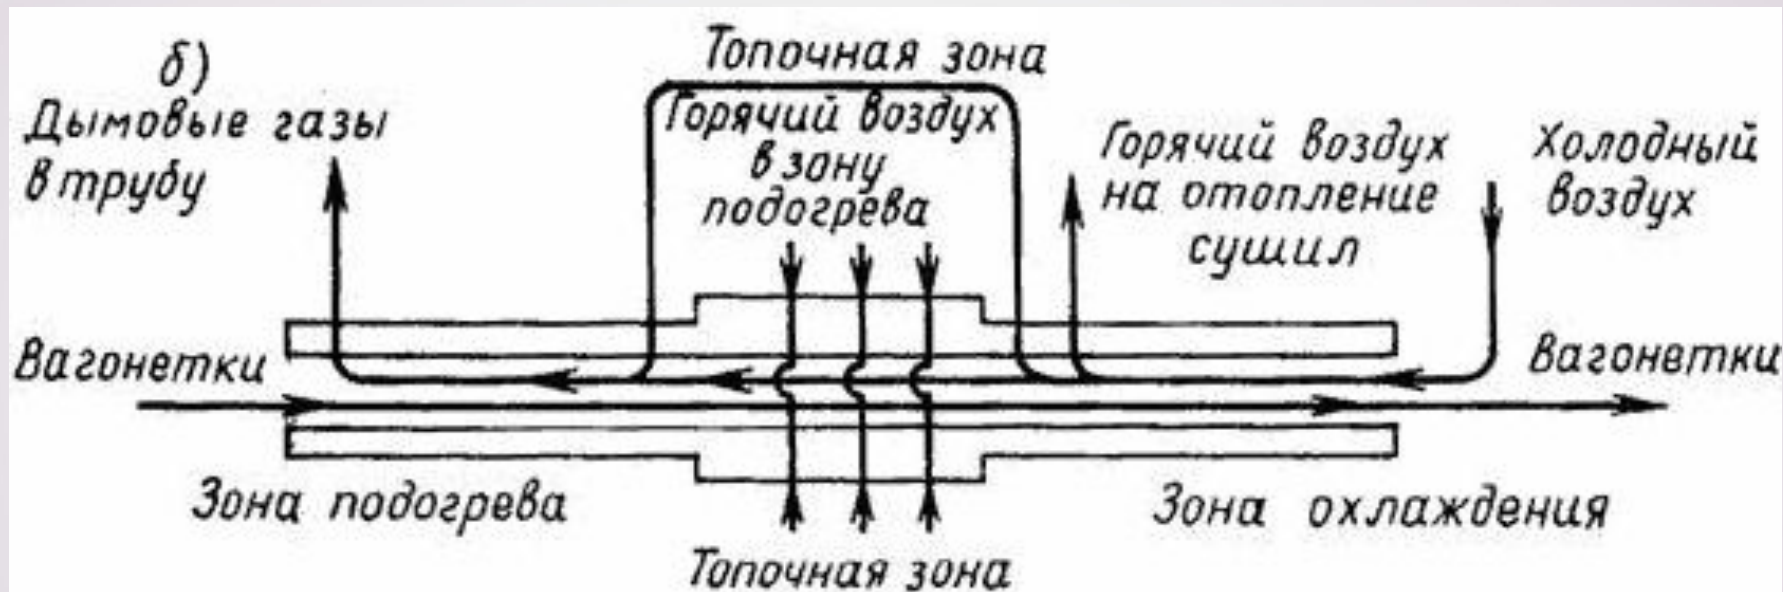 б)
Дымовые газы
в трубу
Топочная зона
Горячий воздух
в зону
подогрева
Горячий воздух
на отопление
сушил
Холодный
воздух
Вагонетки
Вагонетки
Зона подогрева
Зона охлаждения
Топочная зона